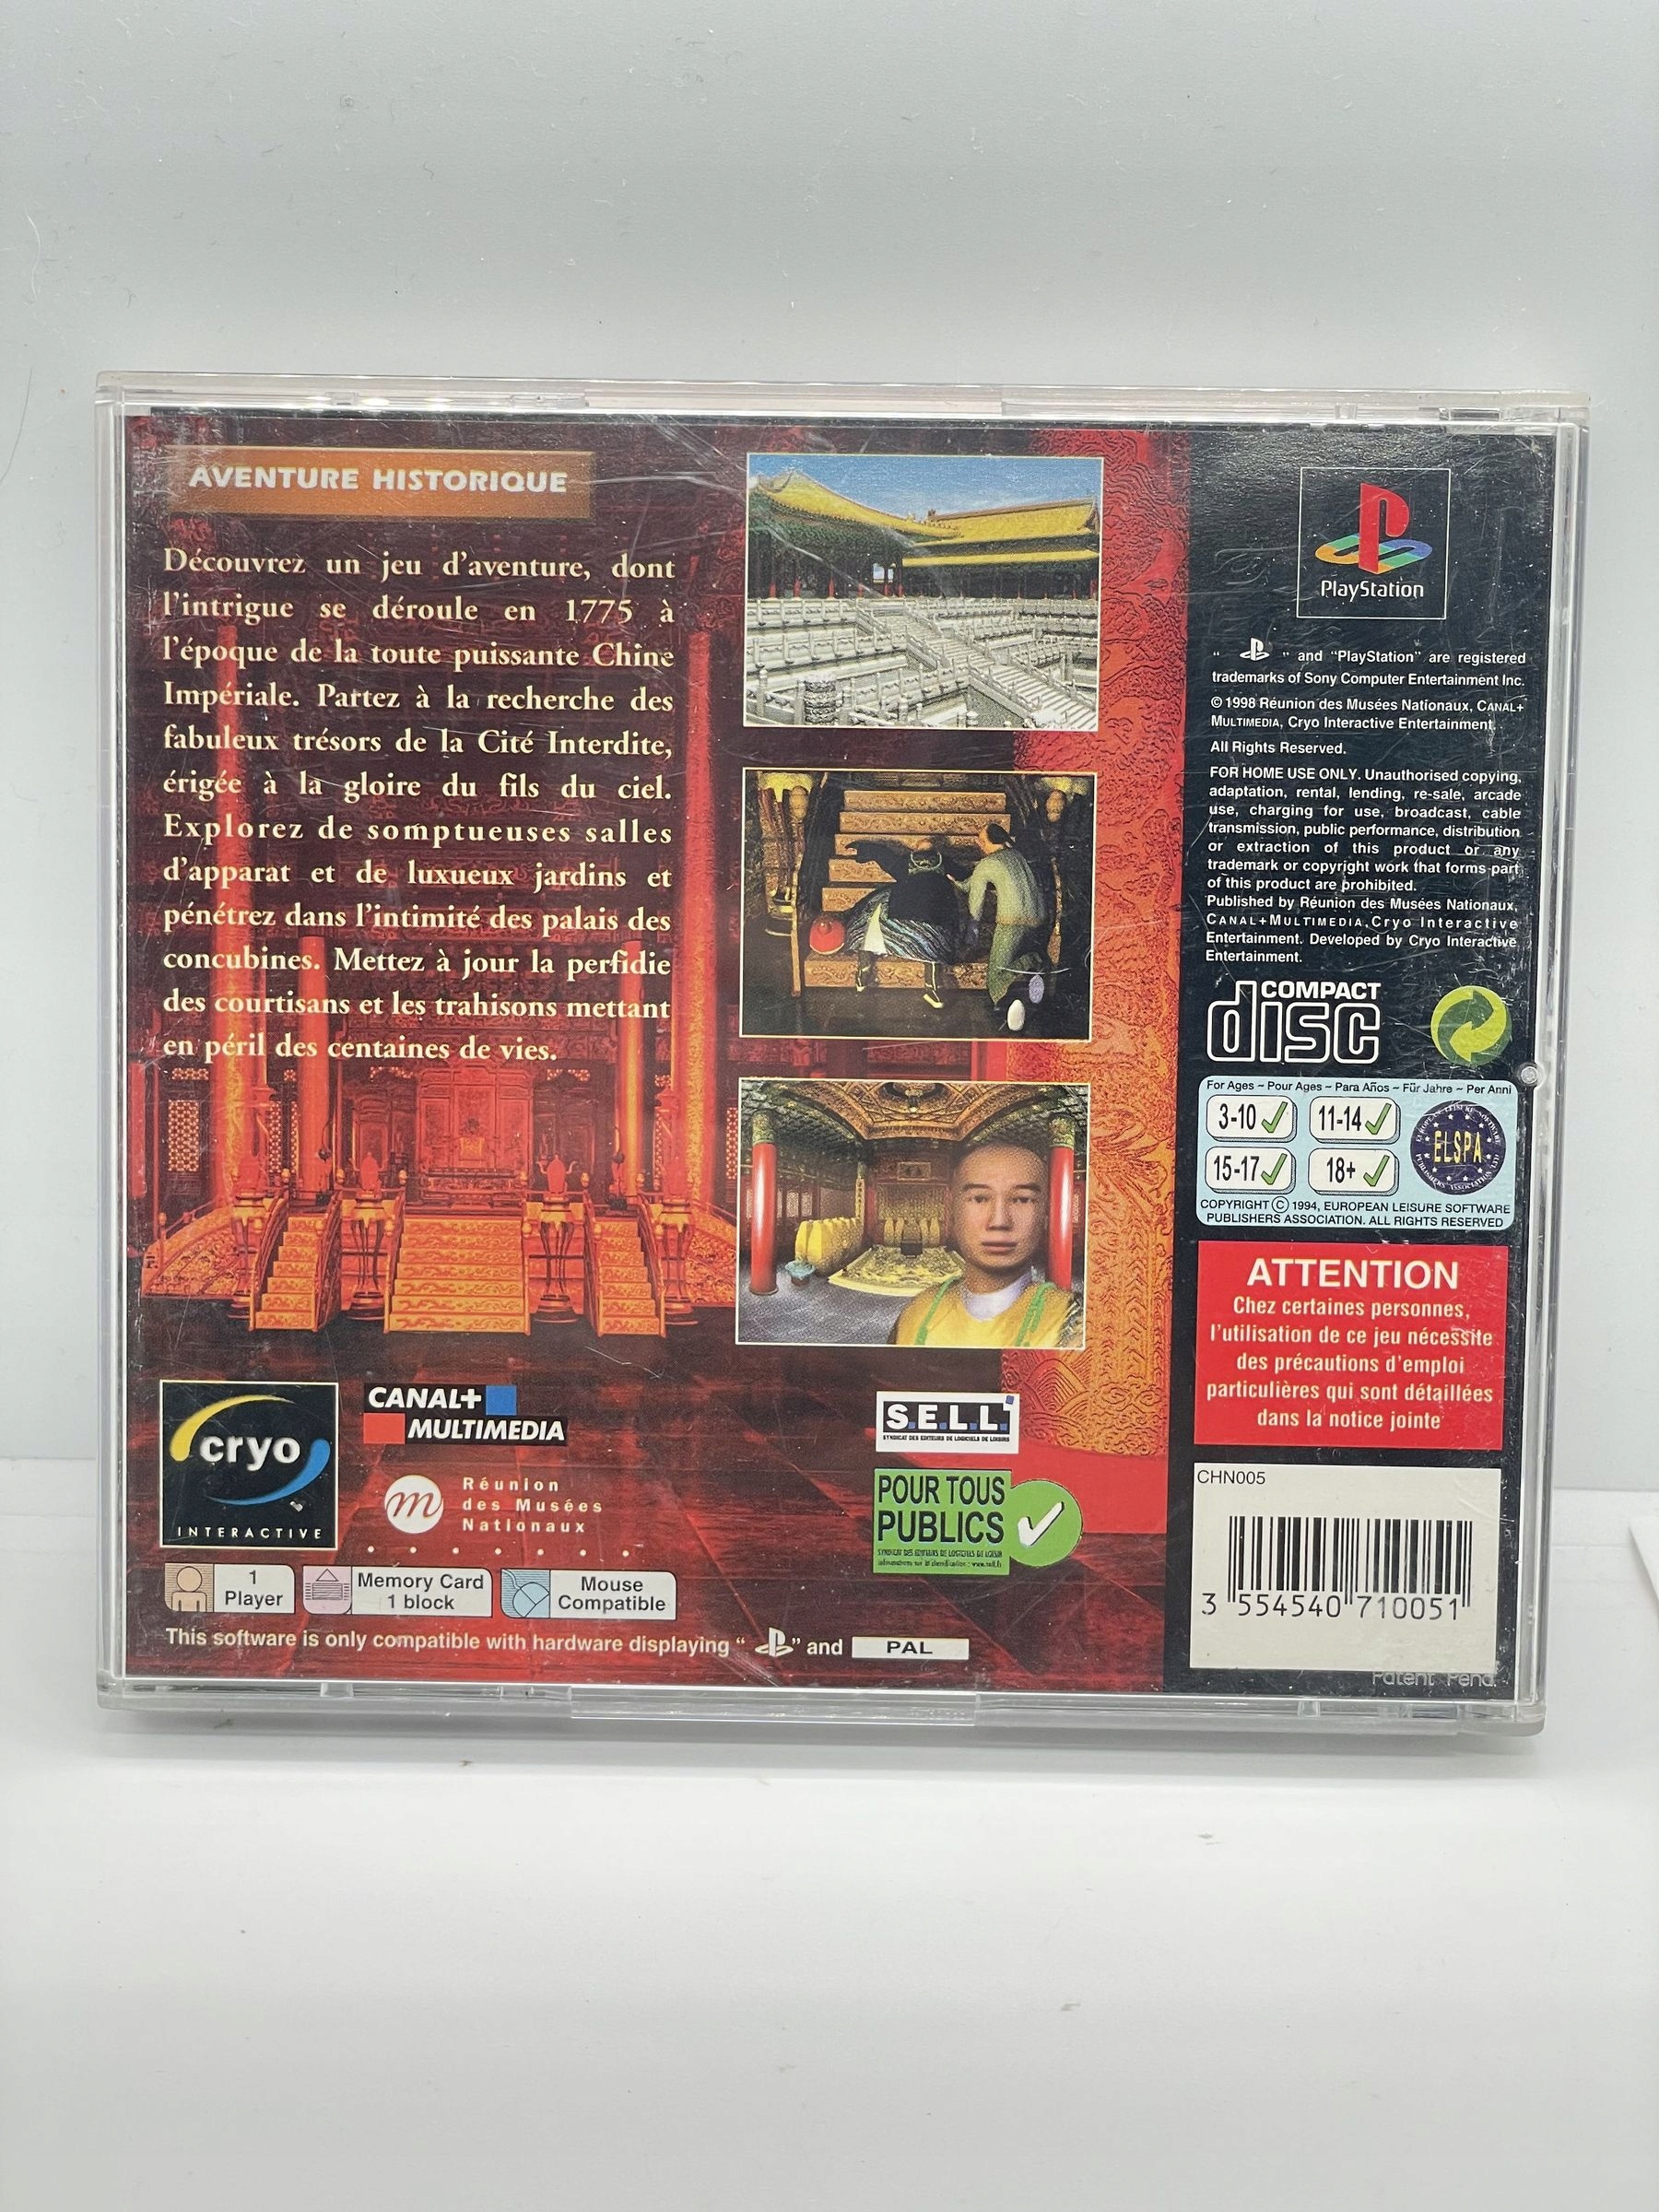 AVENTURE HISTORIQUE
Découvrez un jeu d'aventure, dont
l'intrigue se déroule en 1775 à
l'époque de la toute puissante Chine
Impériale. Partez à la recherche des
fabuleux trésors de la Cité Interdite,
érigée à la gloire du fils du ciel.
Explorez de somptueuses salles
d'apparat et de luxueux jardins et
pénétrez dans l'intimité des palais des
concubines. Mettez à jour la perfidie
des courtisans et les trahisons mettant
en péril des centaines de vies.
cryo
INTERACTIVE
CANAL+
MULTIMEDIA
m
Réunion
des Musées
Nationaux
S.E.L.L.
SYNDICAT DES EDITEURS DE LOGICIELS DE LOISIRS
POUR TOUS
PUBLICS
1
Player
Memory Card
1 block
Mouse
Compatible
This software is only compatible with hardware displaying " " and PAL
PlayStation
" " and "PlayStation" are registered
trademarks of Sony Computer Entertainment Inc.
© 1998 Réunion des Musées Nationaux, CANAL+
MULTIMEDIA, Cryo Interactive Entertainment.
All Rights Reserved.
FOR HOME USE ONLY. Unauthorised copying,
adaptation, rental, lending, re-sale, arcade
use, charging for use, broadcast, cable
transmission, public performance, distribution
or extraction of this product or any
trademark or copyright work that forms part
of this product are prohibited.
Published by Réunion des Musées Nationaux,
CANAL+MULTIMEDIA, Cryo Interactive
Entertainment. Developed by Cryo Interactive
Entertainment.
COMPACT
disc
For Ages ~ Pour Ages ~ Para Años ~ Für Jahre ~ Per Anni
3-10 11-14
15-17 18+
ELSPA
COPYRIGHT © 1994, EUROPEAN LEISURE SOFTWARE
PUBLISHERS ASSOCIATION. ALL RIGHTS RESERVED
ATTENTION
Chez certaines personnes,
l'utilisation de ce jeu nécessite
des précautions d'emploi
particulières qui sont détaillées
dans la notice jointe
CHN005
3 554540 710051
Patent Pend.